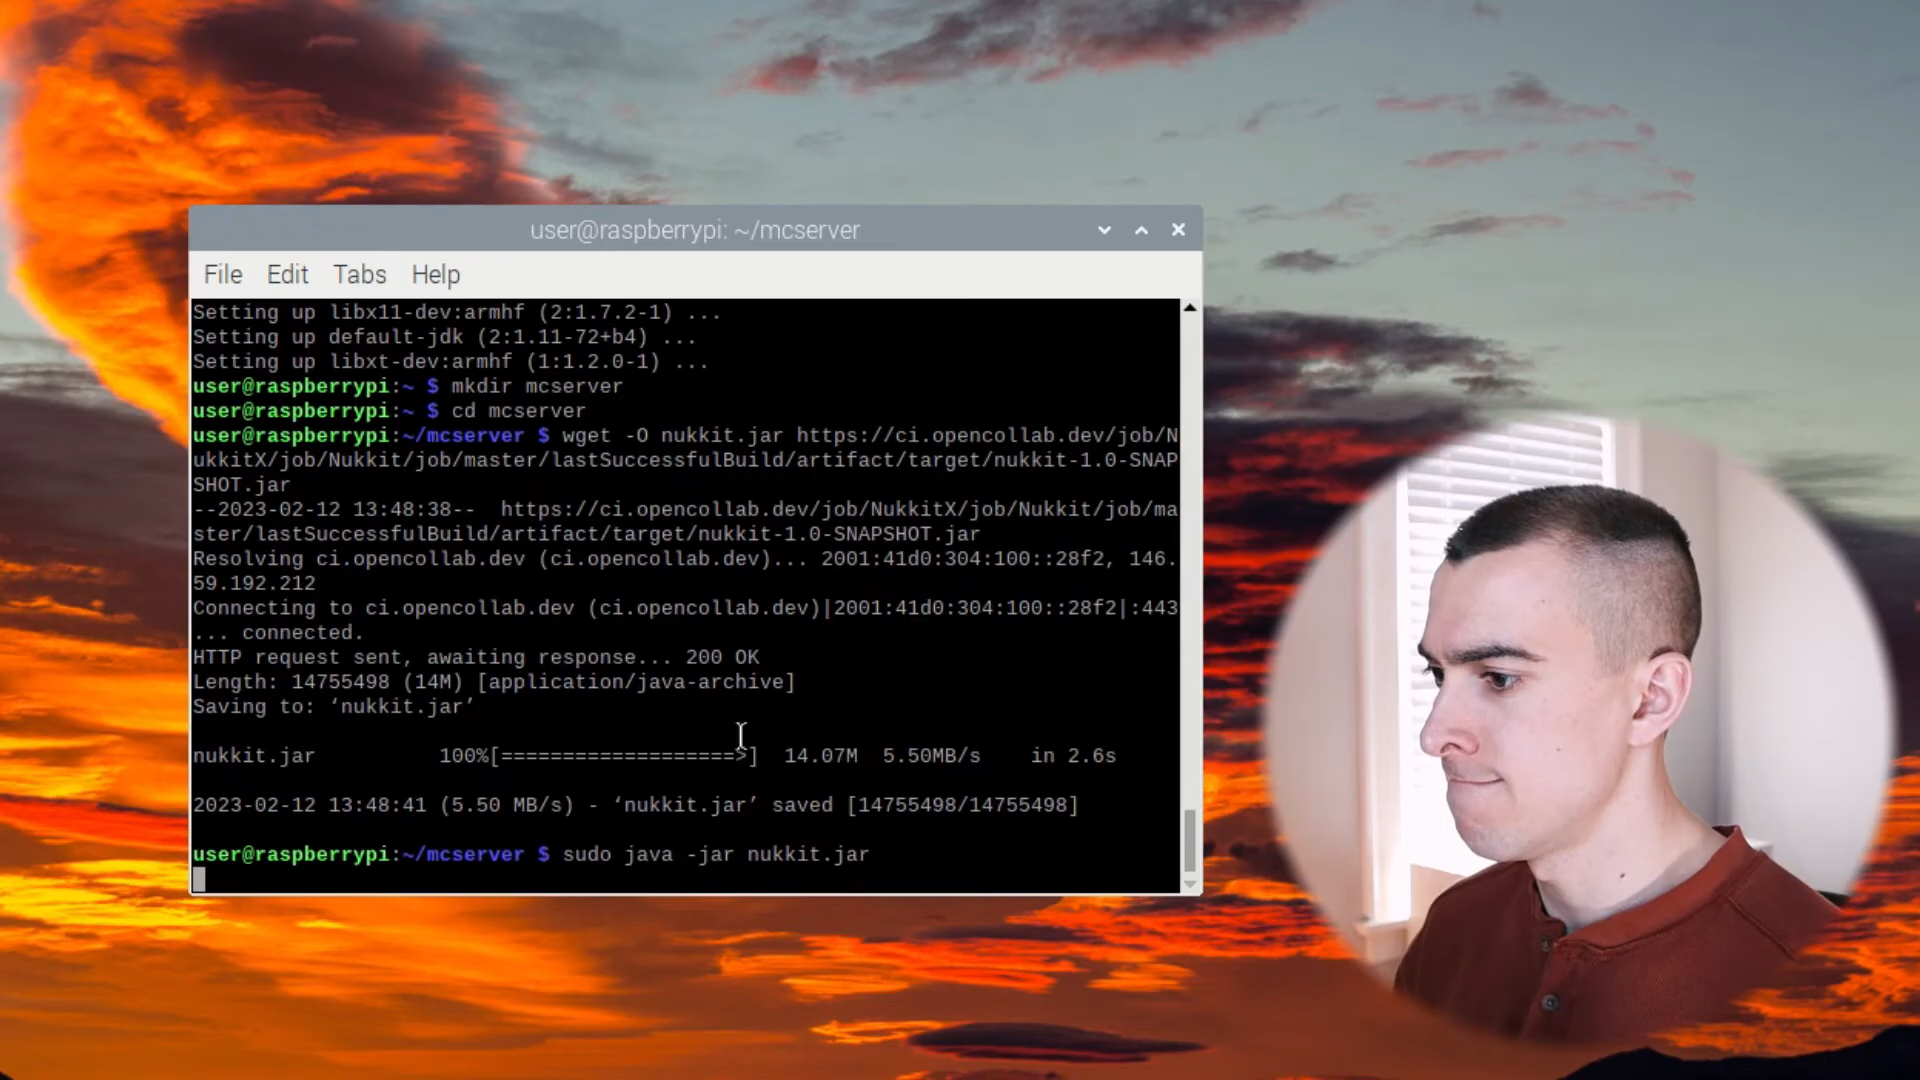 user@raspberrypi: ~/mcserver
File Edit Tabs Help
Setting up libx11-dev:armhf (2:1.7.2-1) ...
Setting up default-jdk (2:1.11-72+b4) ...
Setting up libxt-dev:armhf (1:1.2.0-1) ...
user@raspberrypi:~ $ mkdir mcserver
user@raspberrypi:~ $ cd mcserver
user@raspberrypi:~/mcserver $ wget -O nukkit.jar https://ci.opencollab.dev/job/N
ukkitX/job/Nukkit/job/master/lastSuccessfulBuild/artifact/target/nukkit-1.0-SNAP
SHOT.jar
--2023-02-12 13:48:38--  https://ci.opencollab.dev/job/NukkitX/job/Nukkit/job/ma
ster/lastSuccessfulBuild/artifact/target/nukkit-1.0-SNAPSHOT.jar
Resolving ci.opencollab.dev (ci.opencollab.dev)... 2001:41d0:304:100::28f2, 146.
59.192.212
Connecting to ci.opencollab.dev (ci.opencollab.dev)|2001:41d0:304:100::28f2|:443
... connected.
HTTP request sent, awaiting response... 200 OK
Length: 14755498 (14M) [application/java-archive]
Saving to: ‘nukkit.jar’
nukkit.jar          100%[===================>]  14.07M  5.50MB/s    in 2.6s
2023-02-12 13:48:41 (5.50 MB/s) - ‘nukkit.jar’ saved [14755498/14755498]
user@raspberrypi:~/mcserver $ sudo java -jar nukkit.jar